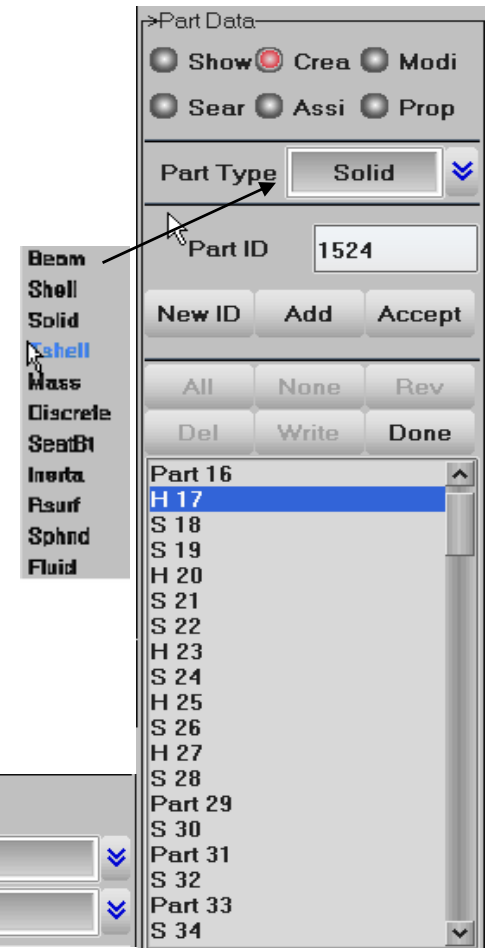 >Part Data
Show Crea Modi
Sear Assi Prop
Part Type Solid
Part ID 1524
New ID Add Accept
All None Rev
Del Write Done
Beam
Shell
Solid
Tshell
Mass
Discrete
SeatBt
Inerta
Rsurf
Sphnd
Fluid
Part 16
H 17
S 18
S 19
H 20
S 21
S 22
H 23
S 24
H 25
S 26
H 27
S 28
Part 29
S 30
Part 31
S 32
Part 33
S 34